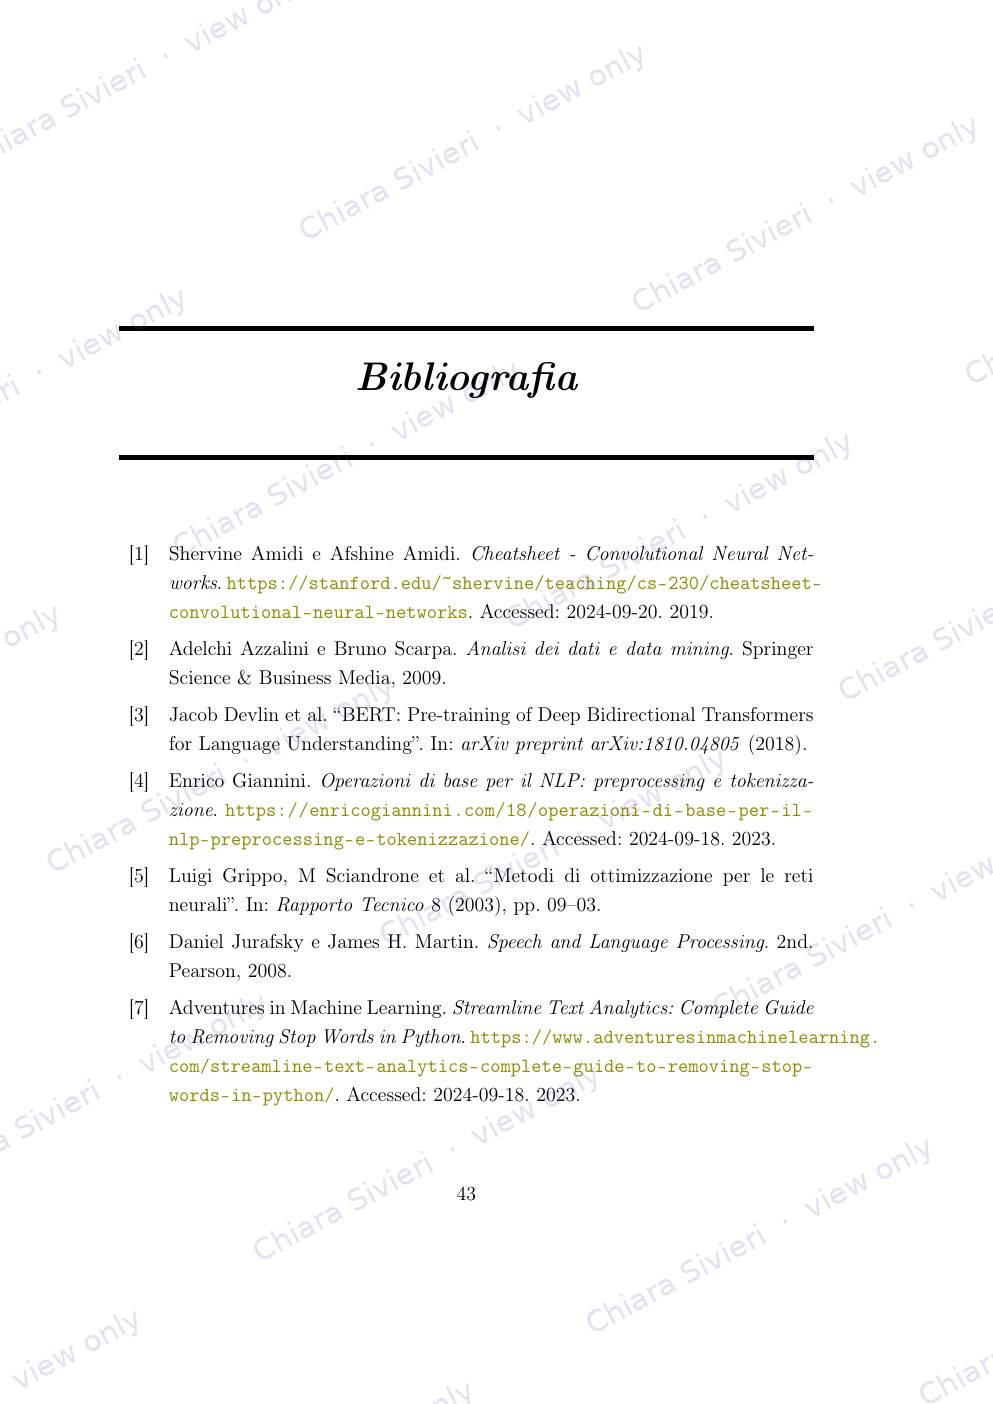 Bibliografia
[1] Shervine Amidi e Afshine Amidi. Cheatsheet - Convolutional Neural Net-
works. https://stanford.edu/~shervine/teaching/cs-230/cheatsheet-
convolutional-neural-networks. Accessed: 2024-09-20. 2019.
[2] Adelchi Azzalini e Bruno Scarpa. Analisi dei dati e data mining. Springer
Science & Business Media, 2009.
[3] Jacob Devlin et al. “BERT: Pre-training of Deep Bidirectional Transformers
for Language Understanding”. In: arXiv preprint arXiv:1810.04805 (2018).
[4] Enrico Giannini. Operazioni di base per il NLP: preprocessing e tokenizza-
zione. https://enricogiannini.com/18/operazioni-di-base-per-il-
nlp-preprocessing-e-tokenizzazione/. Accessed: 2024-09-18. 2023.
[5] Luigi Grippo, M Sciandrone et al. “Metodi di ottimizzazione per le reti
neurali”. In: Rapporto Tecnico 8 (2003), pp. 09–03.
[6] Daniel Jurafsky e James H. Martin. Speech and Language Processing. 2nd.
Pearson, 2008.
[7] Adventures in Machine Learning. Streamline Text Analytics: Complete Guide
to Removing Stop Words in Python. https://www.adventuresinmachinelearning.
com/streamline-text-analytics-complete-guide-to-removing-stop-
words-in-python/. Accessed: 2024-09-18. 2023.
43
Chiara Sivieri · view only